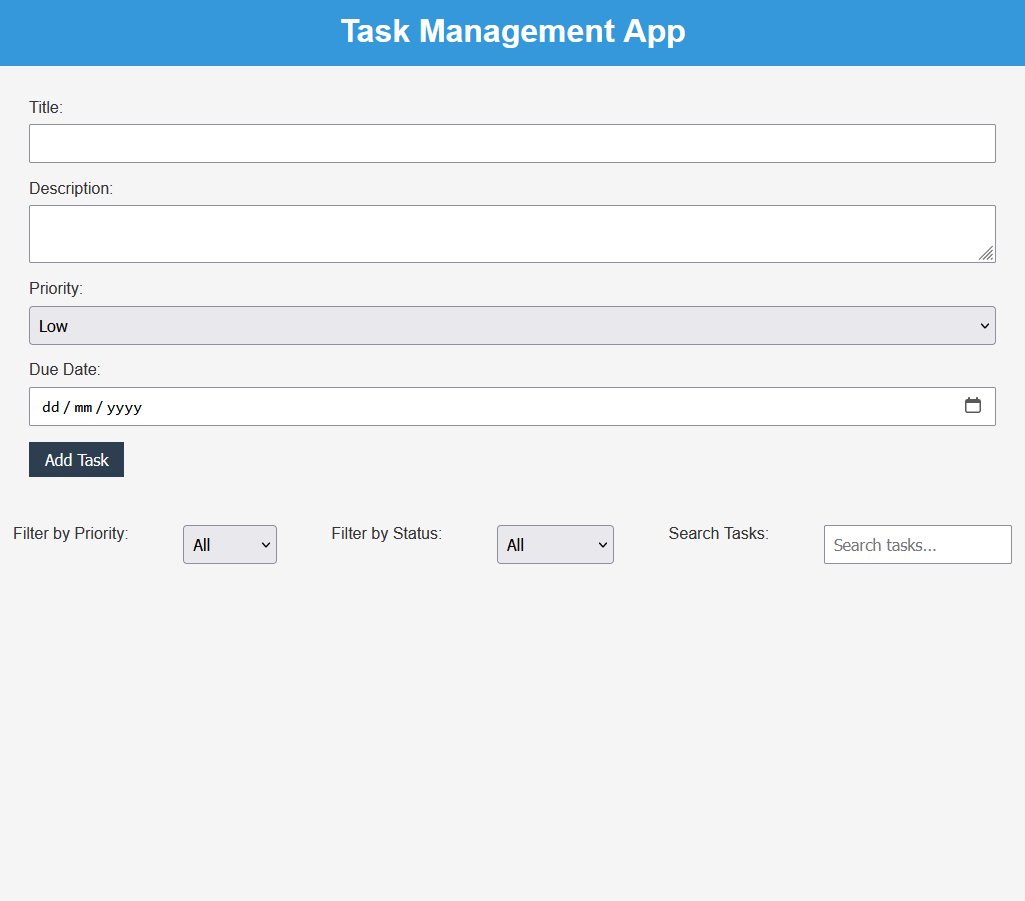 Task Management App
Title:
Description:
Priority:
Low
Due Date:
dd / mm / yyyy
Add Task
Filter by Priority: All Filter by Status: All Search Tasks: Search tasks...